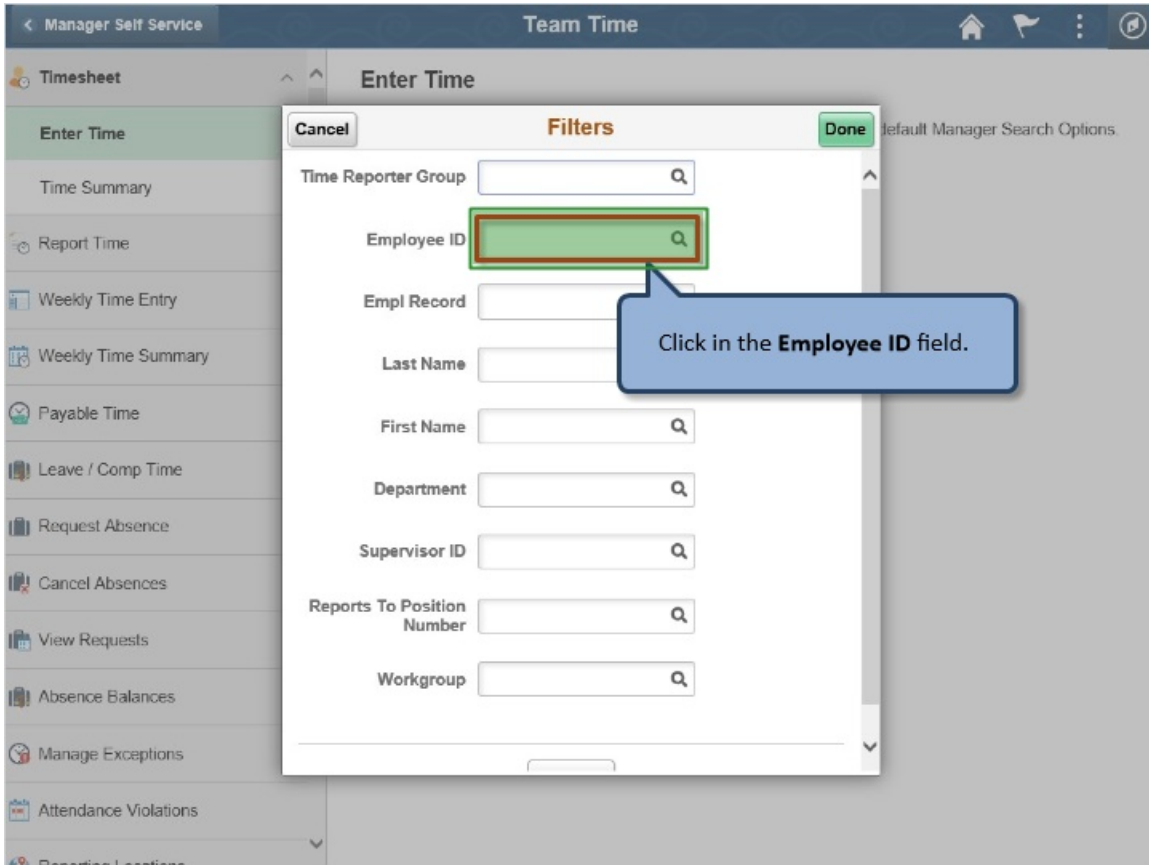 Manager Self Service
Team Time
Timesheet
Enter Time
Time Summary
Report Time
Weekly Time Entry
Weekly Time Summary
Payable Time
Leave / Comp Time
Request Absence
Cancel Absences
View Requests
Absence Balances
Manage Exceptions
Attendance Violations
Reporting Locations
Enter Time
default Manager Search Options.
Cancel
Filters
Done
Time Reporter Group
Employee ID
Empl Record
Last Name
First Name
Department
Supervisor ID
Reports To Position
Number
Workgroup
Click in the Employee ID field.